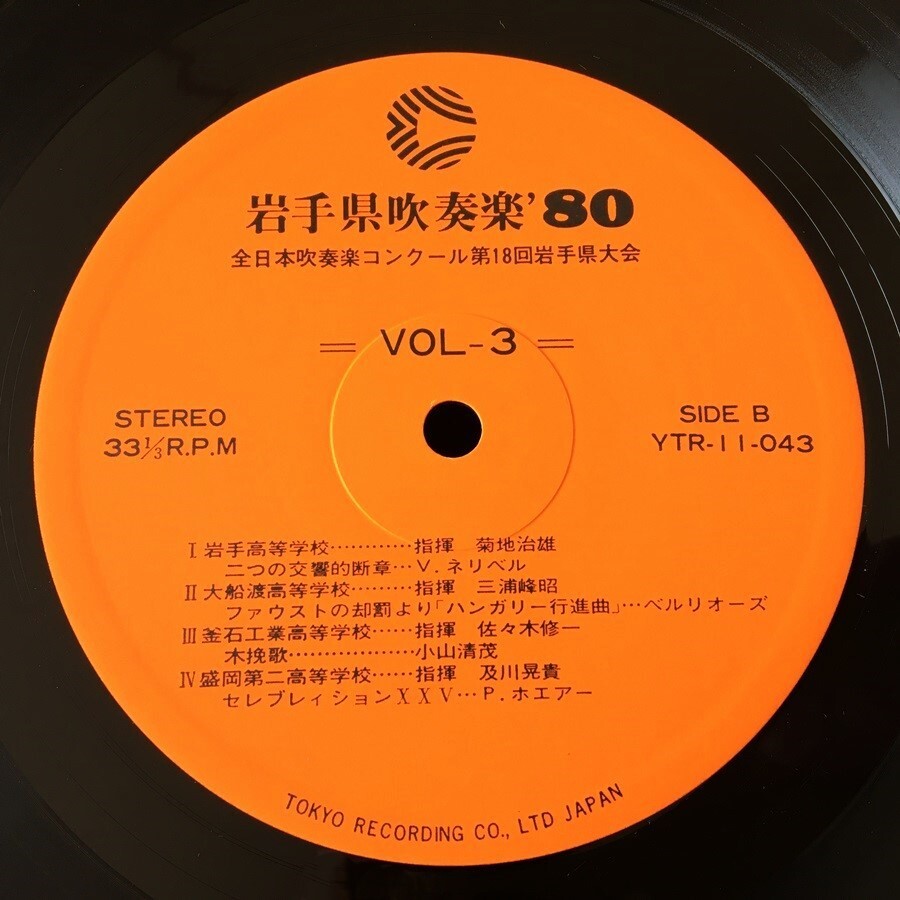 岩手県吹奏楽’80
全日本吹奏楽コンクール第18回岩手県大会
VOL-3
STEREO
33⅓R.P.M
SIDE B
YTR-11-043
Ⅰ岩手高等学校…………指揮 菊地治雄
二つの交響的断章…V.ネリベル
Ⅱ大船渡高等学校………指揮 三浦峰昭
ファウストの却罰より「ハンガリー行進曲」…ベルリオーズ
Ⅲ釜石工業高等学校……指揮 佐々木修一
木挽歌………………小山清茂
Ⅳ盛岡第二高等学校……指揮 及川晃貴
セレブレィションXXV…P.ホエアー
TOKYO RECORDING CO., LTD JAPAN